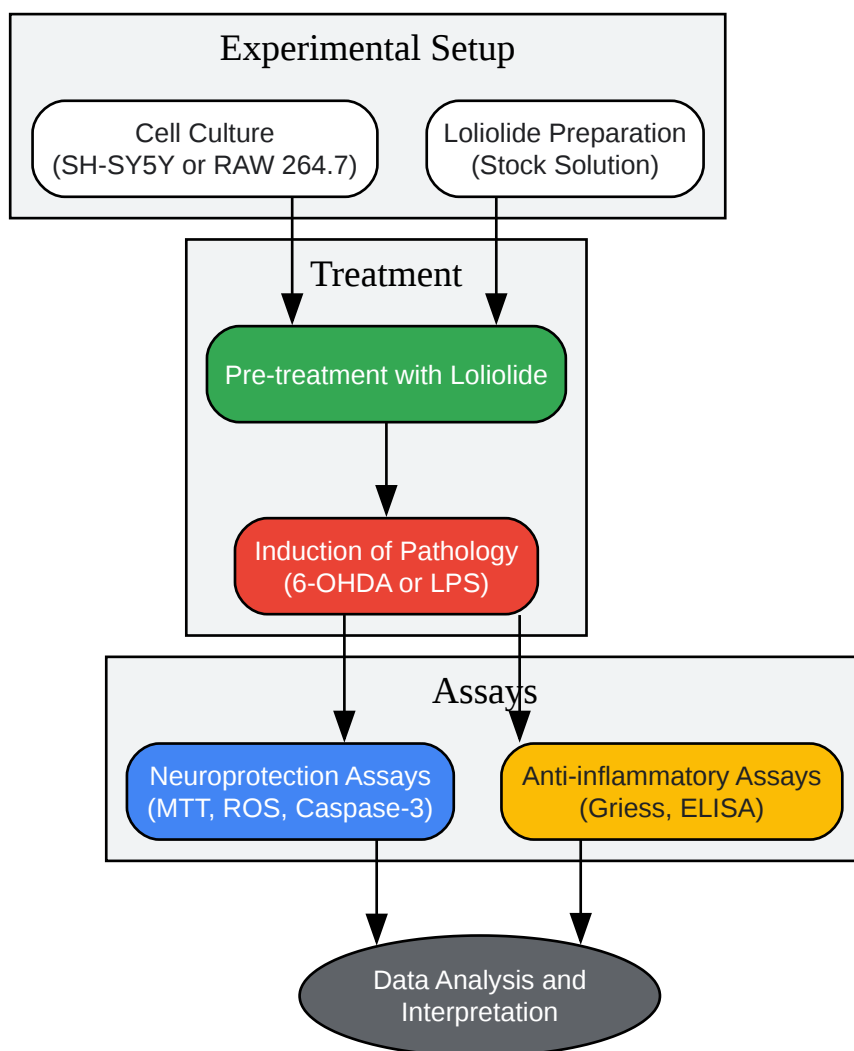 Experimental Setup
Cell Culture
(SH-SY5Y or RAW 264.7)
Loliolide Preparation
(Stock Solution)
Treatment
Pre-treatment with Loliolide
Induction of Pathology
(6-OHDA or LPS)
Assays
Neuroprotection Assays
(MTT, ROS, Caspase-3)
Anti-inflammatory Assays
(Griess, ELISA)
Data Analysis and
Interpretation